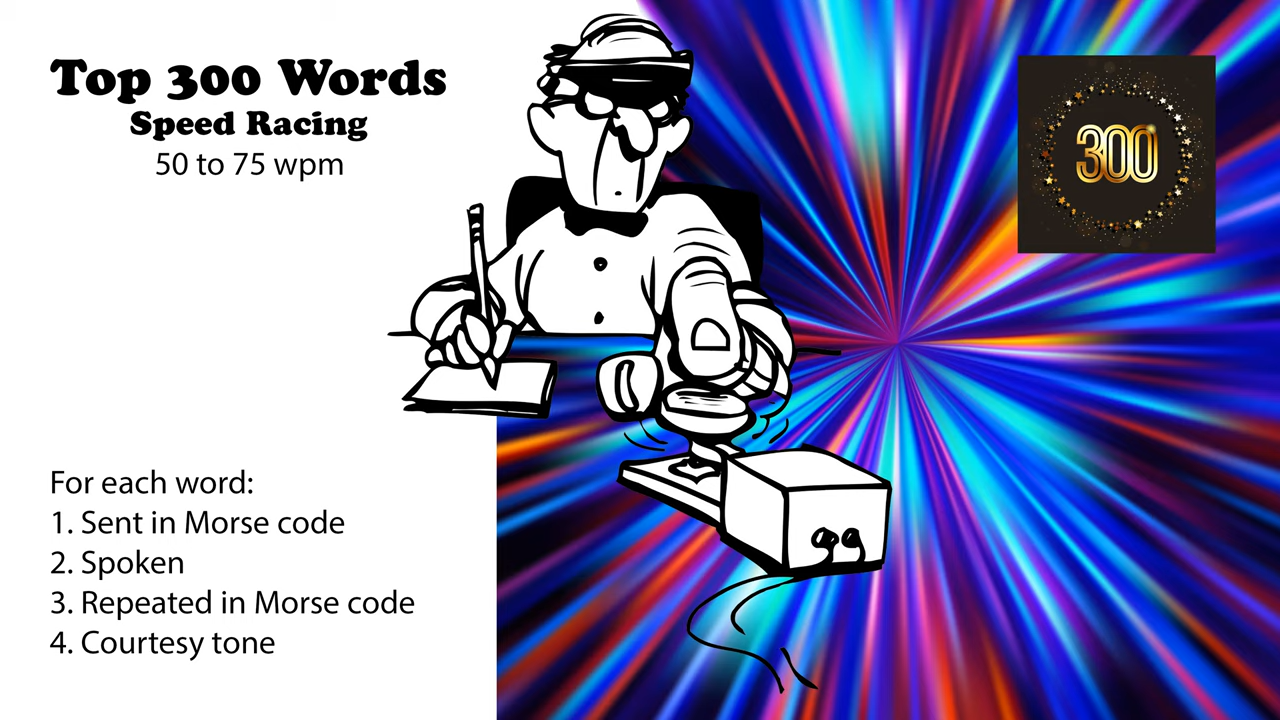 Top 300 Words
Speed Racing
50 to 75 wpm
300
For each word:
1. Sent in Morse code
2. Spoken
3. Repeated in Morse code
4. Courtesy tone